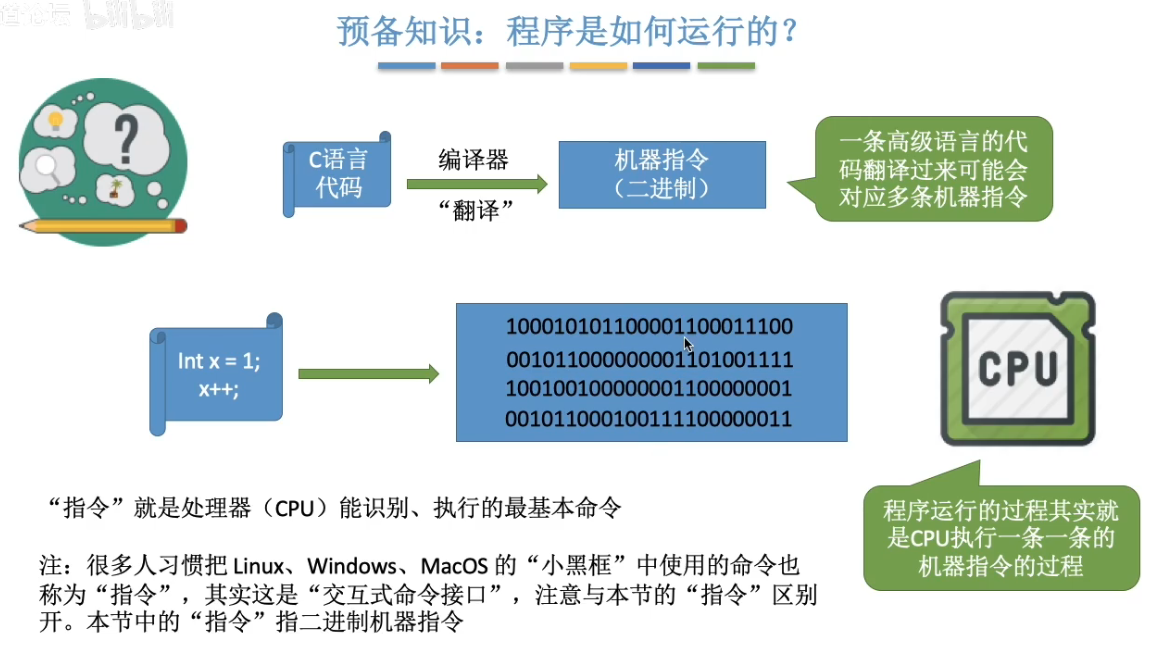 道论坛 bilibili
预备知识：程序是如何运行的？
C语言
代码
编译器
“翻译”
机器指令
（二进制）
一条高级语言的代
码翻译过来可能会
对应多条机器指令
Int x = 1;
x++;
100010101100001100011100
001011000000001101001111
100100100000001100000001
001011000100111100000011
CPU
“指令”就是处理器（CPU）能识别、执行的最基本命令
程序运行的过程其实就
是CPU执行一条一条的
机器指令的过程
注：很多人习惯把 Linux、Windows、MacOS 的“小黑框”中使用的命令也
称为“指令”，其实这是“交互式命令接口”，注意与本节的“指令”区别
开。本节中的“指令”指二进制机器指令